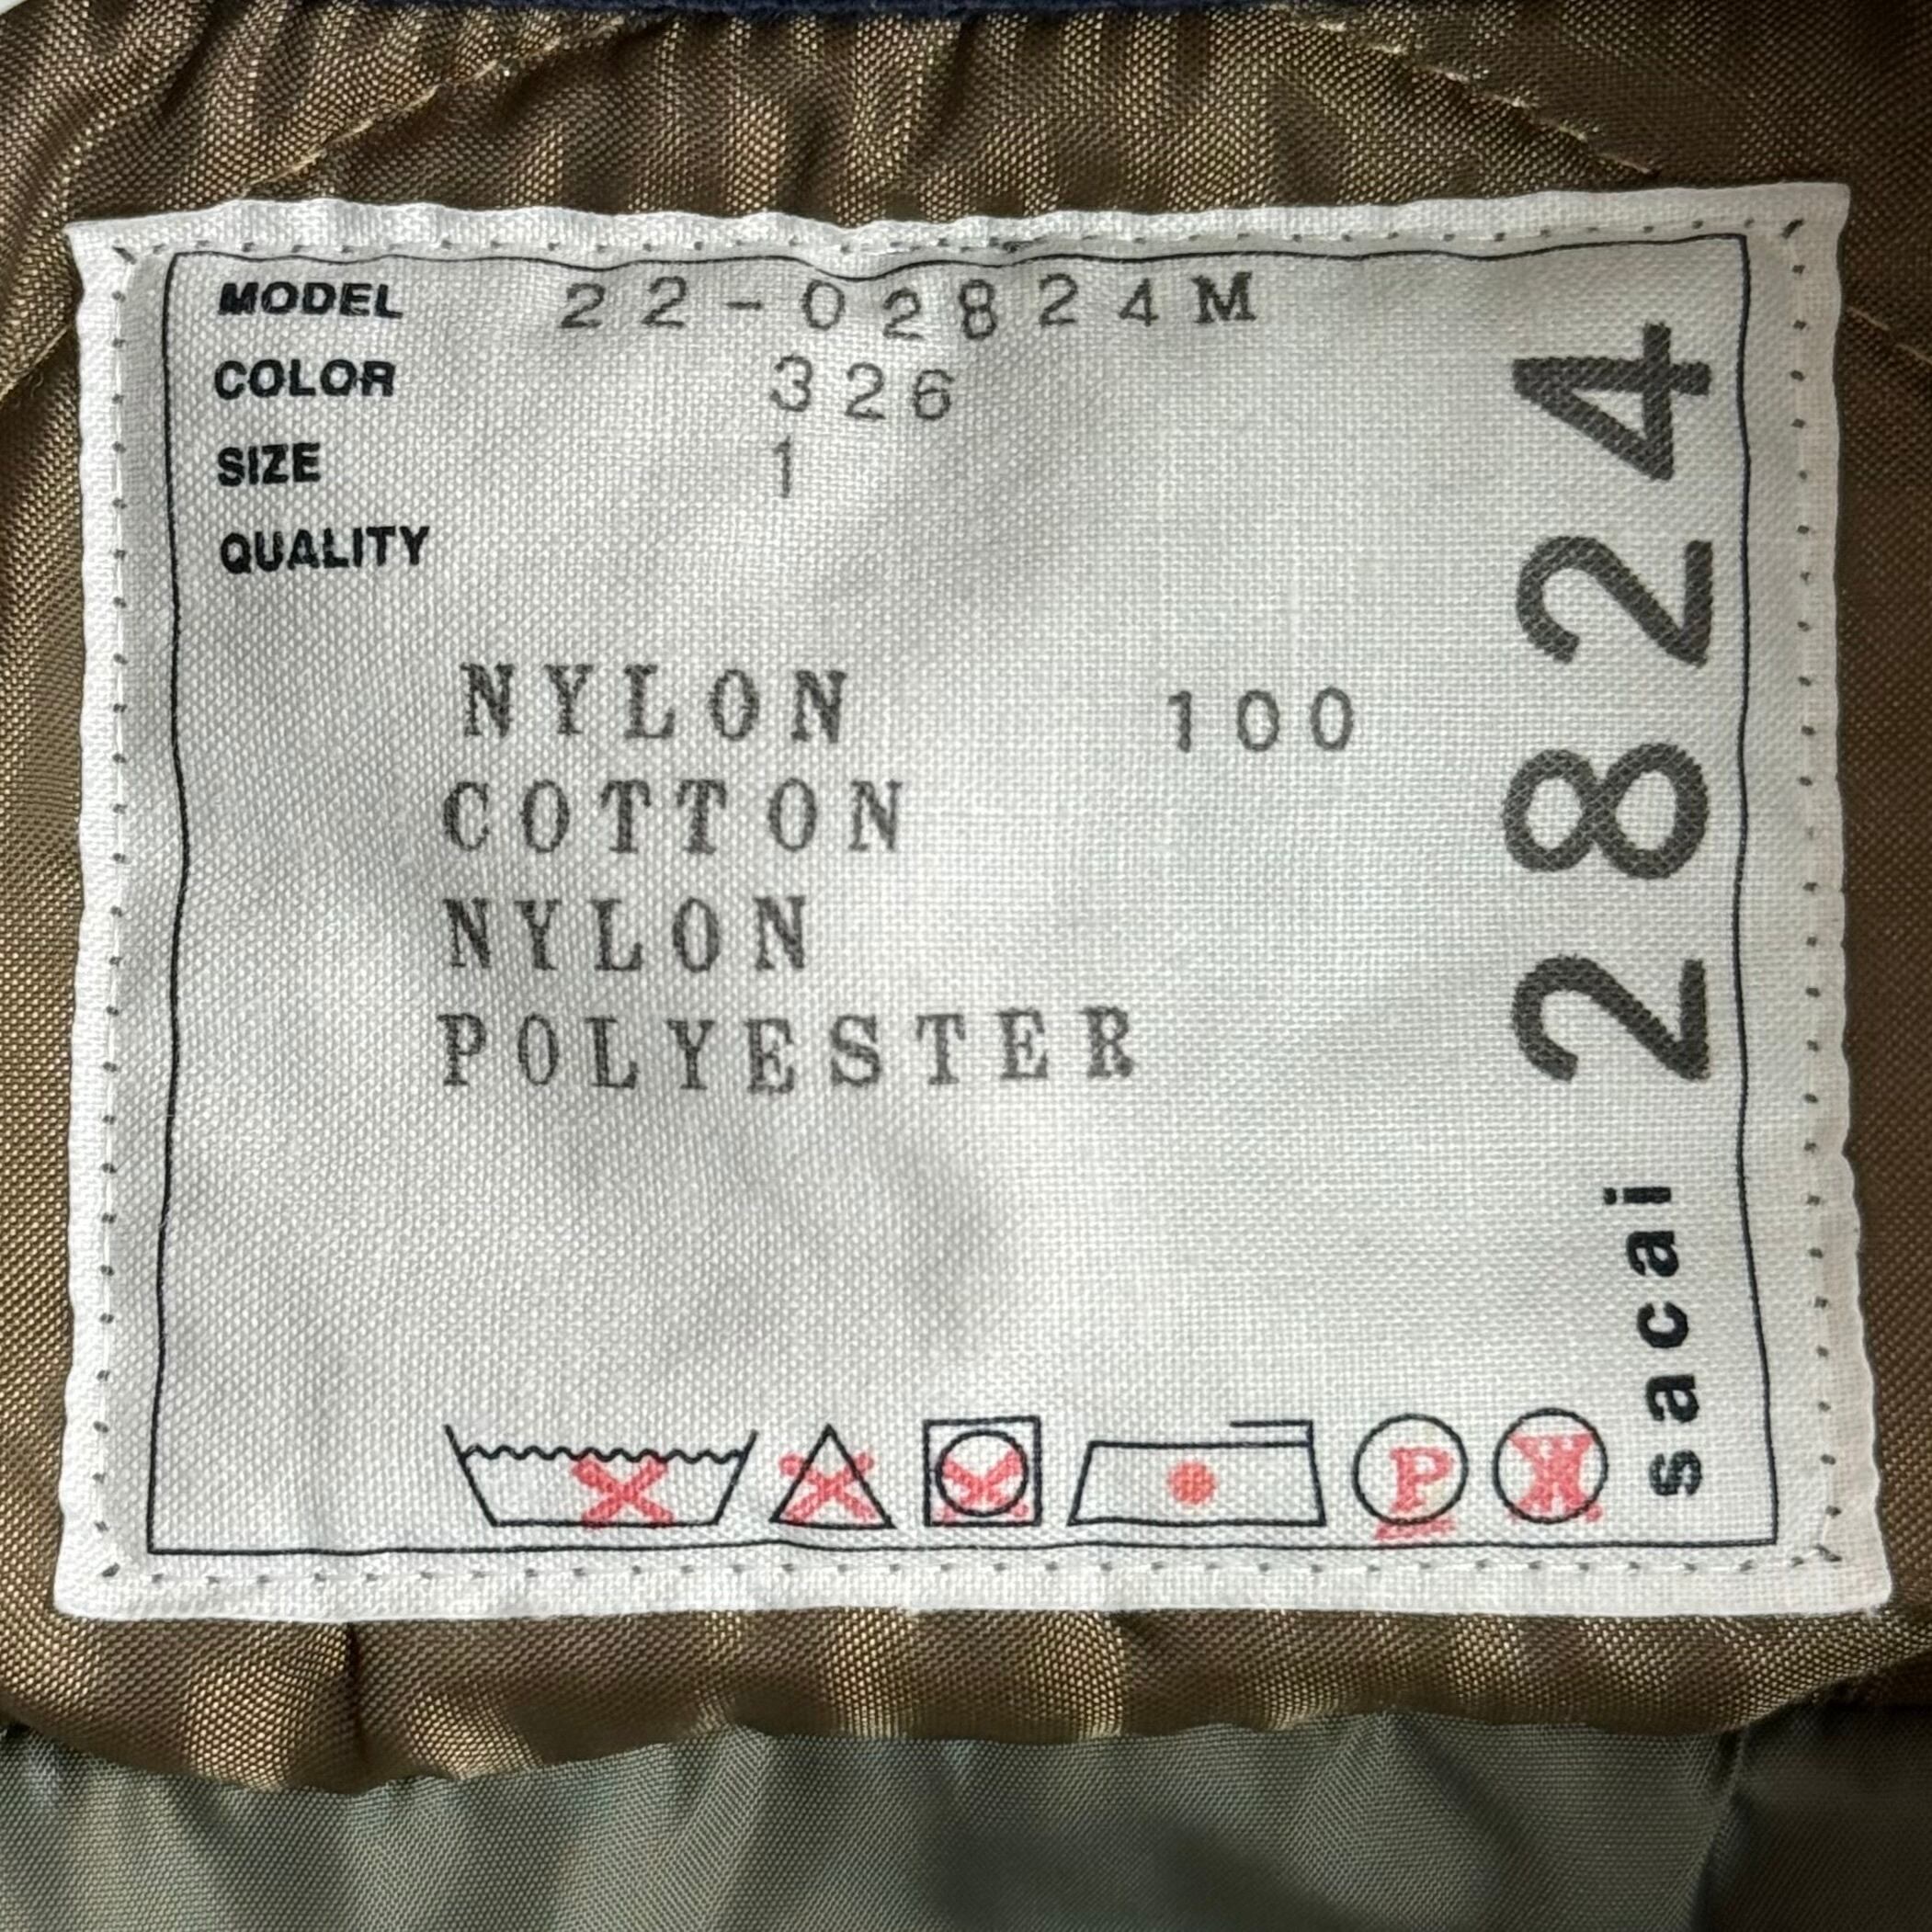 MODEL 22-02824M
COLOR 326
SIZE 1
QUALITY
NYLON 100
COTTON
NYLON
POLYESTER
P
W
sacai 2824